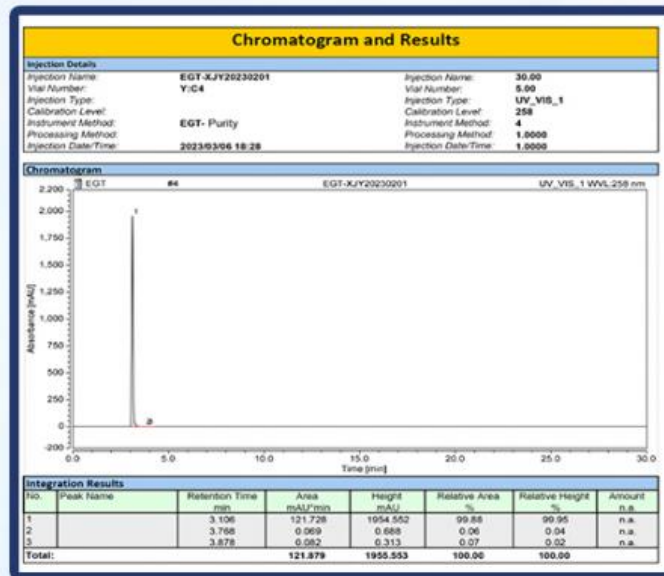 Chromatogram and Results
Injection Details
Injection Name: EGT-XJY20230201 Injection Name: 30.00
Vial Number: Y:C4 Vial Number: 5.00
Injection Type: Injection Type: UV_VIS_1
Calibration Level: Calibration Level: 258
Instrument Method: EGT- Purity Instrument Method: 4
Processing Method: Processing Method: 1.0000
Injection Date/Time: 2023/03/06 18:28 Injection Date/Time: 1.0000
Chromatogram
EGT #4 EGT-XJY20230201 UV_VIS_1 WVL:258 nm
2,200
2,000
1,750
1,500
1,250
1,000
750
500
250
0
-200
Absorbance [mAU]
1
0.0 5.0 10.0 15.0 20.0 25.0 30.0
Time [min]
Integration Results
No. Peak Name Retention Time Area Height Relative Area Relative Height Amount
min mAU*min mAU % % n.a.
1 3.106 121.728 1954.552 99.88 99.95 n.a.
2 3.768 0.069 0.688 0.06 0.04 n.a.
3 3.878 0.082 0.313 0.07 0.02 n.a.
Total: 121.879 1955.553 100.00 100.00